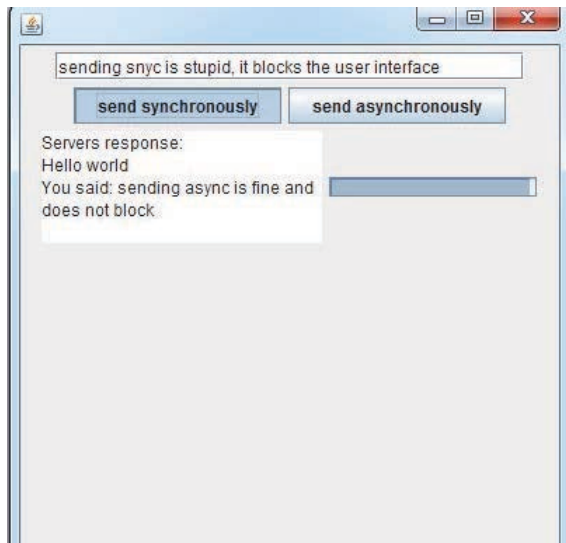 sending snyc is stupid, it blocks the user interface
send synchronously send asynchronously
Servers response:
Hello world
You said: sending async is fine and
does not block